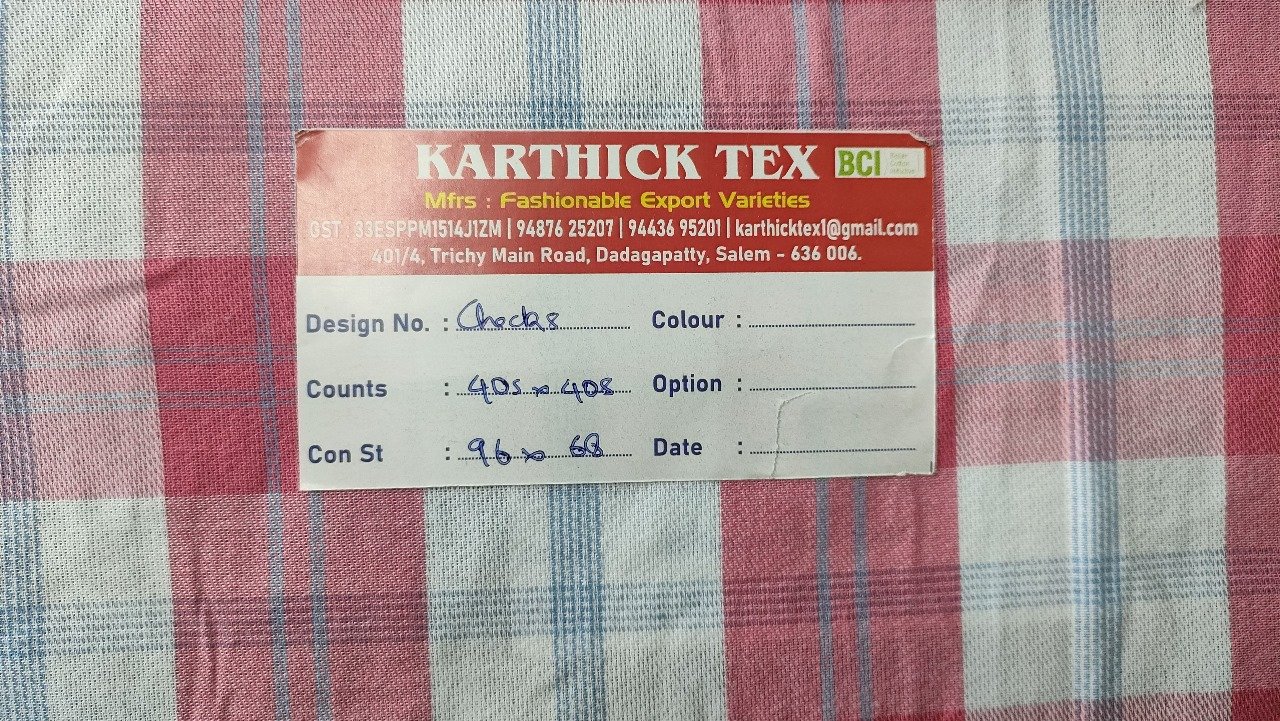 KARTHICK TEX BCI Better Cotton
Mfrs : Fashionable Export Varieties
GST 33ESPPM1514J1ZM | 94876 25207 | 94436 95201 | karthicktex1@gmail.com
401/4, Trichy Main Road, Dadagapatty, Salem - 636 006.
Design No. : Checks Colour :
Counts : 40s x 40s Option :
Con St : 96 x 68 Date :